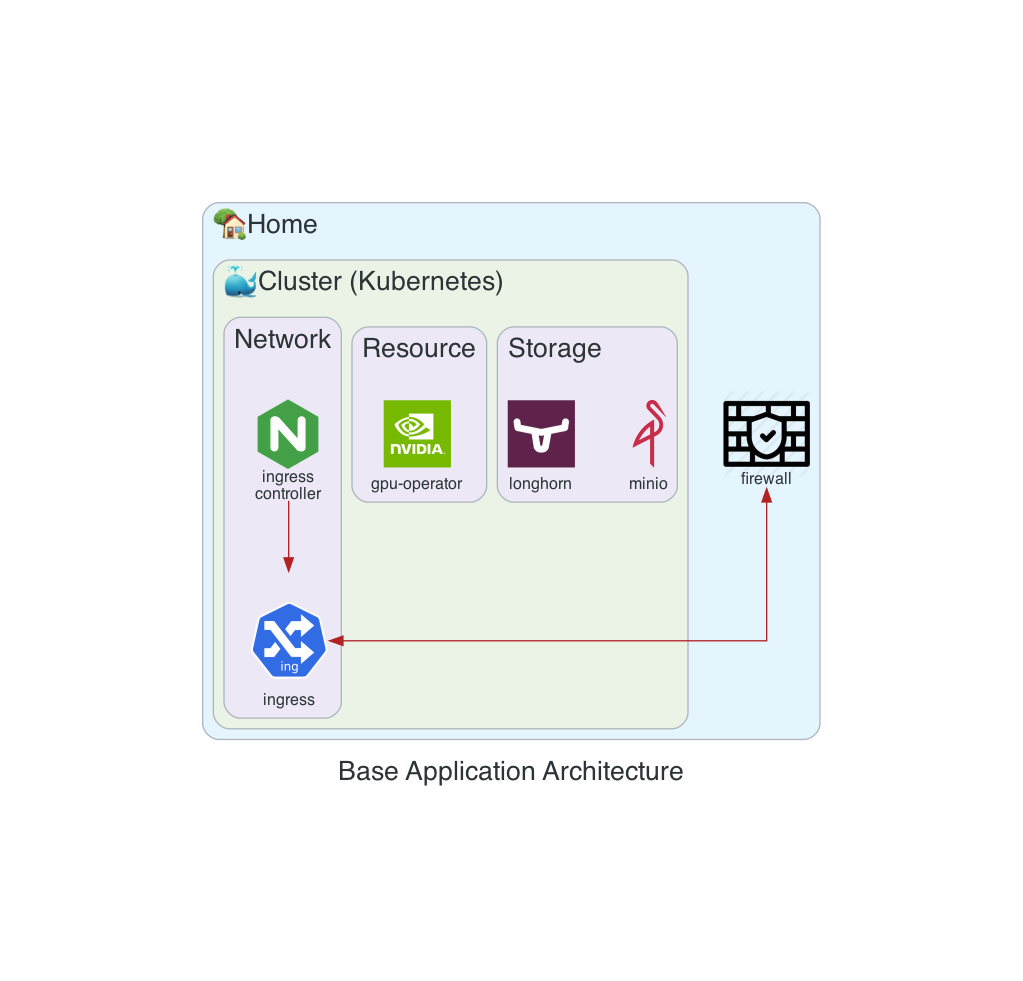 Home
Cluster (Kubernetes)
Network
Resource
Storage
ingress
controller
NVIDIA.
gpu-operator
longhorn
minio
firewall
ing
ingress
Base Application Architecture